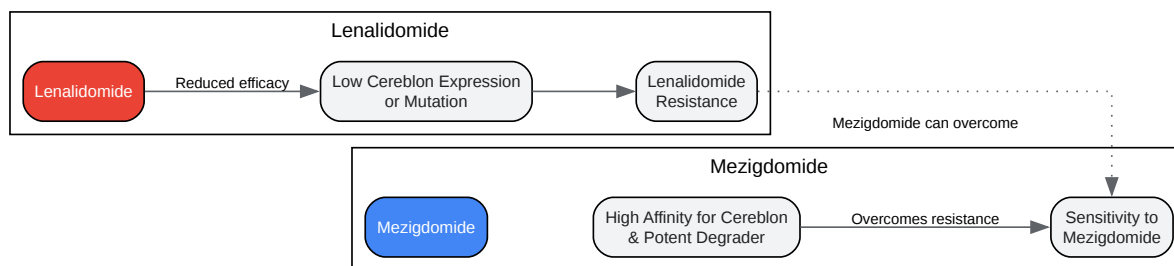 Lenalidomide
Lenalidomide
Reduced efficacy
Low Cereblon Expression
or Mutation
Lenalidomide
Resistance
Mezigdomide can overcome
Mezigdomide
Mezigdomide
High Affinity for Cereblon
& Potent Degrader
Overcomes resistance
Sensitivity to
Mezigdomide